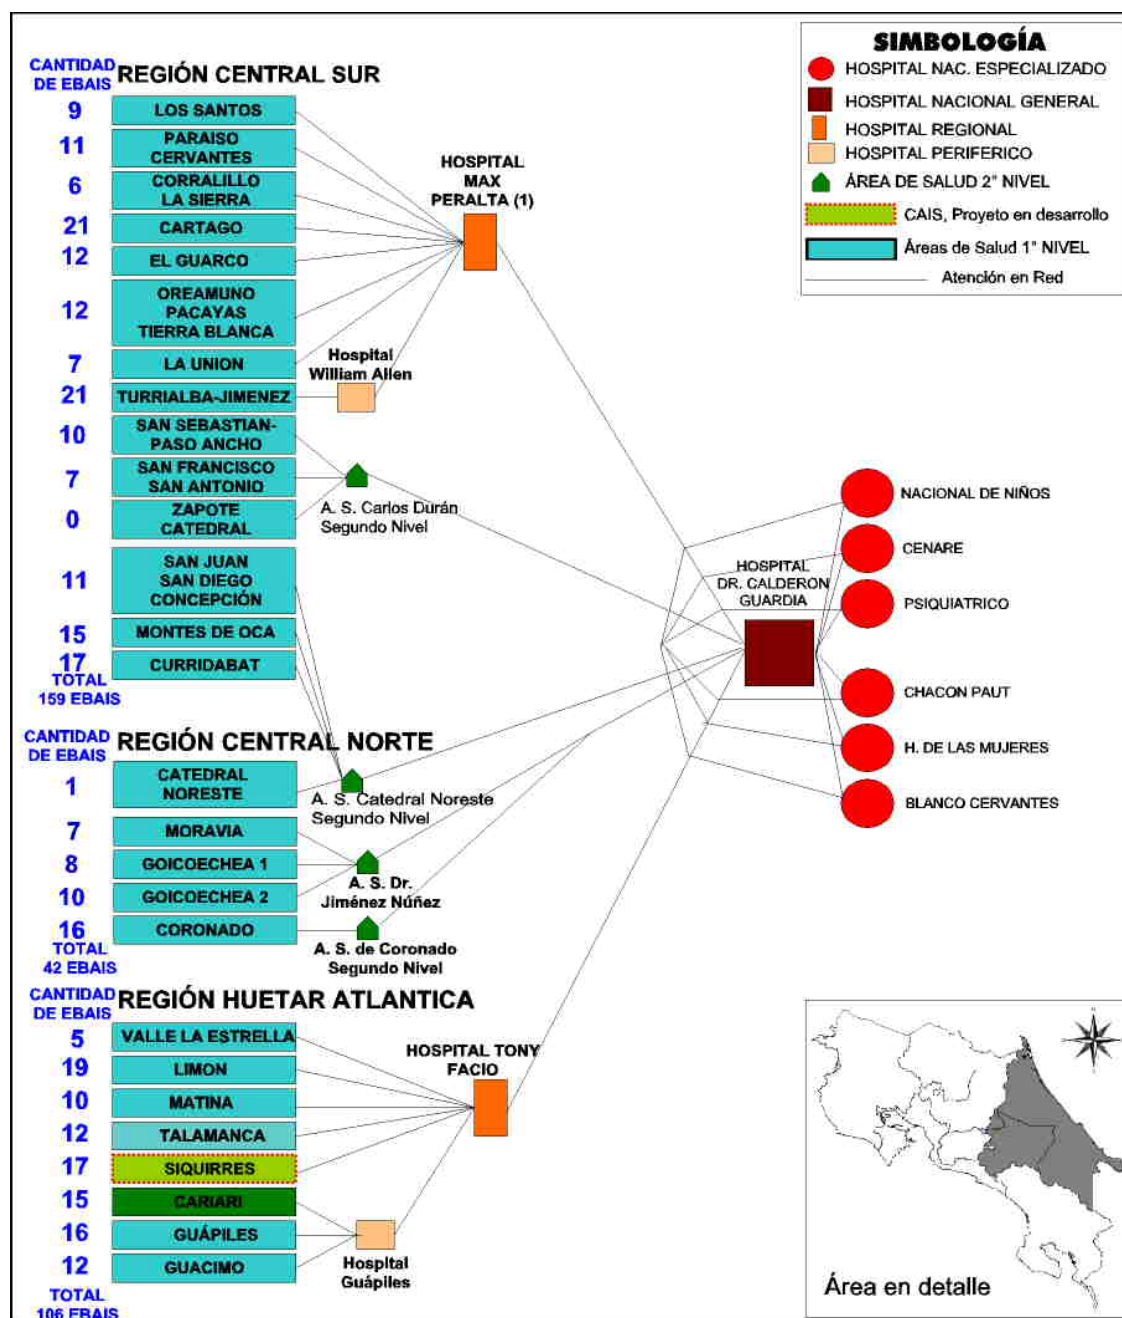 CANTIDAD
DE EBAIS
REGIÓN CENTRAL SUR
9 LOS SANTOS
11 PARAISO
CERVANTES
6 CORRALILLO
LA SIERRA
21 CARTAGO
12 EL GUARCO
12 OREAMUNO
PACAYAS
TIERRA BLANCA
7 LA UNION
21 TURRIALBA-JIMENEZ
10 SAN SEBASTIAN-
PASO ANCHO
7 SAN FRANCISCO
SAN ANTONIO
0 ZAPOTE
CATEDRAL
11 SAN JUAN
SAN DIEGO
CONCEPCIÓN
15 MONTES DE OCA
17 CURRIDABAT
TOTAL
159 EBAIS
HOSPITAL
MAX
PERALTA (1)
Hospital
William Allen
A. S. Carlos Durán
Segundo Nivel
CANTIDAD
DE EBAIS
REGIÓN CENTRAL NORTE
1 CATEDRAL
NORESTE
7 MORAVIA
8 GOICOECHEA 1
10 GOICOECHEA 2
16 CORONADO
TOTAL
42 EBAIS
A. S. Catedral Noreste
Segundo Nivel
A. S. Dr.
Jiménez Núñez
A. S. de Coronado
Segundo Nivel
CANTIDAD
DE EBAIS
REGIÓN HUETAR ATLANTICA
5 VALLE LA ESTRELLA
19 LIMON
10 MATINA
12 TALAMANCA
17 SIQUIRRES
15 CARIARI
16 GUÁPILES
12 GUACIMO
TOTAL
106 EBAIS
HOSPITAL TONY
FACIO
Hospital
Guápiles
HOSPITAL
DR. CALDERON
GUARDIA
NACIONAL DE NIÑOS
CENARE
PSIQUIATRICO
CHACON PAUT
H. DE LAS MUJERES
BLANCO CERVANTES
SIMBOLOGÍA
HOSPITAL NAC. ESPECIALIZADO
HOSPITAL NACIONAL GENERAL
HOSPITAL REGIONAL
HOSPITAL PERIFERICO
ÁREA DE SALUD 2° NIVEL
CAIS, Proyeto en desarrollo
Áreas de Salud 1° NIVEL
Atención en Red
Área en detalle